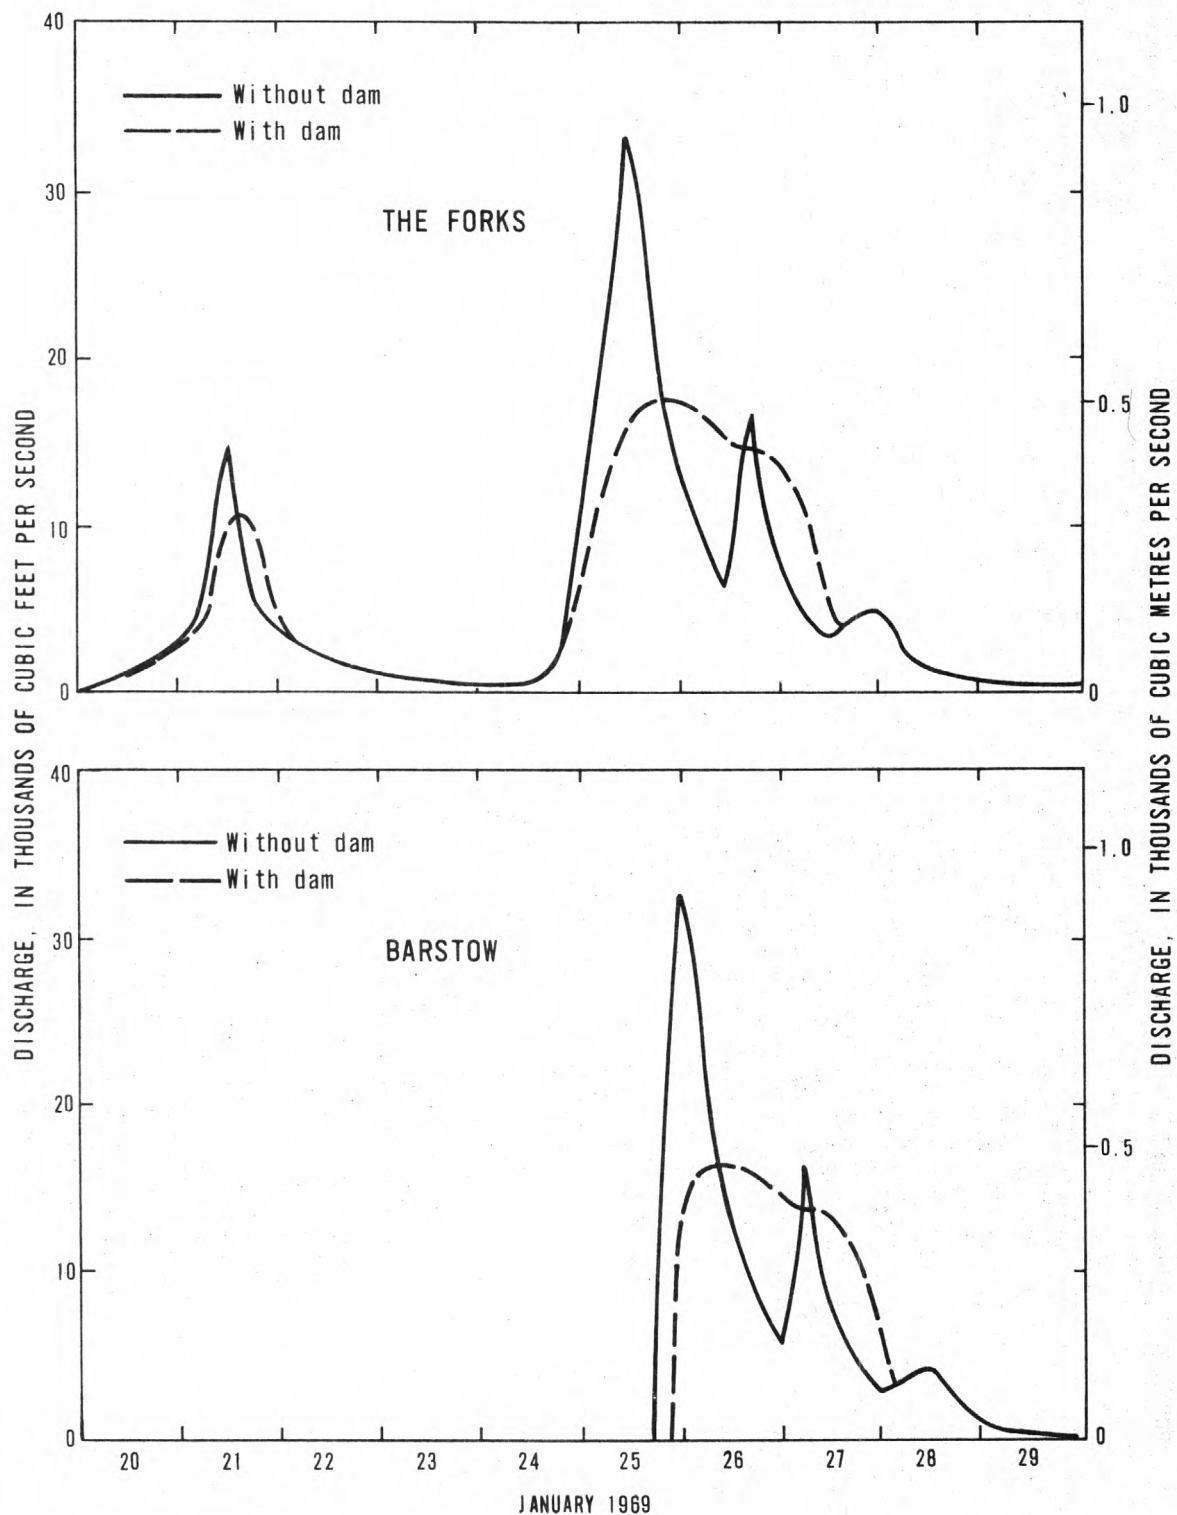 40
30
20
10
0
Without dam
With dam
THE FORKS
1.0
0.5
0
DISCHARGE, IN THOUSANDS OF CUBIC FEET PER SECOND
DISCHARGE, IN THOUSANDS OF CUBIC METRES PER SECOND
40
30
20
10
0
Without dam
With dam
BARSTOW
1.0
0.5
0
20 21 22 23 24 25 26 27 28 29
JANUARY 1969